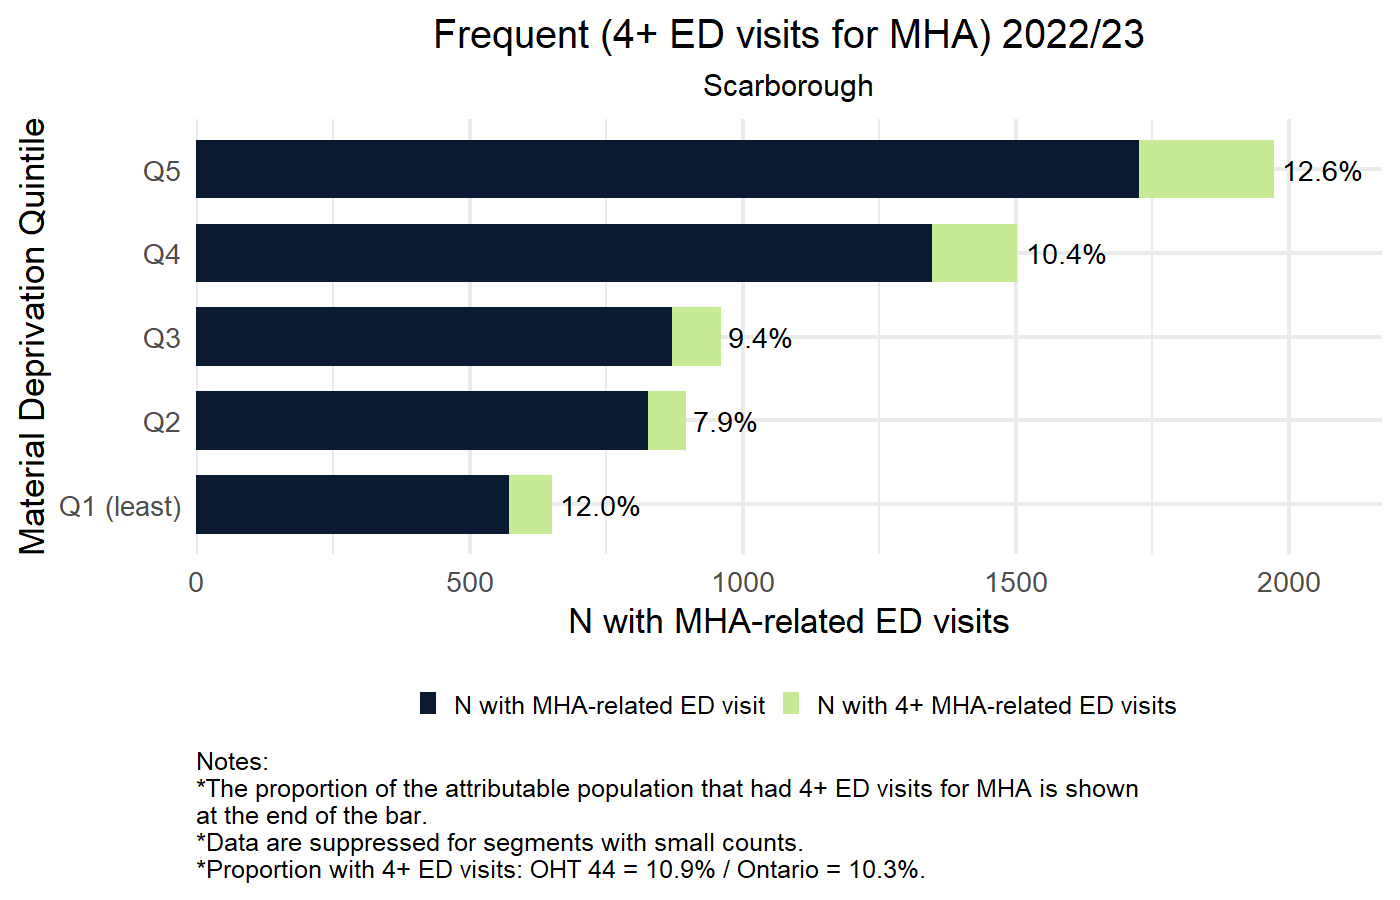 Frequent (4+ ED visits for MHA) 2022/23
Scarborough
Material Deprivation Quintile
Q5
12.6%
Q4
10.4%
Q3
9.4%
Q2
7.9%
Q1 (least)
12.0%
0 500 1000 1500 2000
N with MHA-related ED visits
N with MHA-related ED visit N with 4+ MHA-related ED visits
Notes:
*The proportion of the attributable population that had 4+ ED visits for MHA is shown
at the end of the bar.
*Data are suppressed for segments with small counts.
*Proportion with 4+ ED visits: OHT 44 = 10.9% / Ontario = 10.3%.